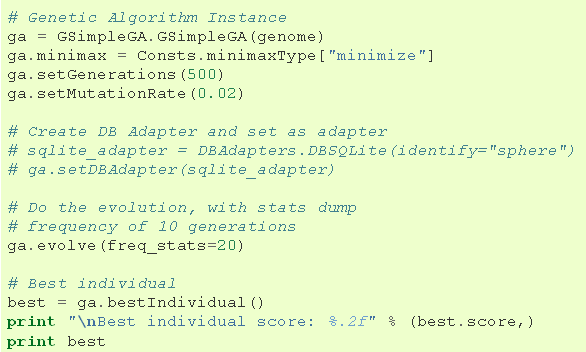 # Genetic Algorithm Instance
ga = GSimpleGA.GSimpleGA(genome)
ga.minimax = Consts.minimaxType["minimize"]
ga.setGenerations(500)
ga.setMutationRate(0.02)
# Create DB Adapter and set as adapter
# sqlite_adapter = DBAdapters.DBSQLite(identify="sphere")
# ga.setDBAdapter(sqlite_adapter)
# Do the evolution, with stats dump
# frequency of 10 generations
ga.evolve(freq_stats=20)
# Best individual
best = ga.bestIndividual()
print "\nBest individual score: %.2f" % (best.score,)
print best